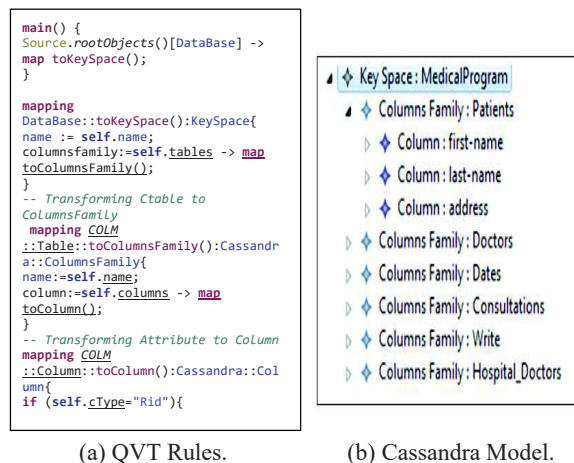 main() {
Source.rootObjects()[DataBase] ->
map toKeySpace();
}
mapping
DataBase::toKeySpace():KeySpace{
name := self.name;
columnsfamily:=self.tables -> map
toColumnsFamily();
}
-- Transforming Ctable to
ColumnsFamily
mapping COLM
::Table::toColumnsFamily():Cassandr
a::ColumnsFamily{
name:=self.name;
column:=self.columns -> map
toColumn();
}
-- Transforming Attribute to Column
mapping COLM
::Column::toColumn():Cassandra::Col
umn{
if (self.cType="Rid"){
(a) QVT Rules.
Key Space : MedicalProgram
Columns Family : Patients
Column : first-name
Column : last-name
Column : address
Columns Family : Doctors
Columns Family : Dates
Columns Family : Consultations
Columns Family : Write
Columns Family : Hospital_Doctors
(b) Cassandra Model.